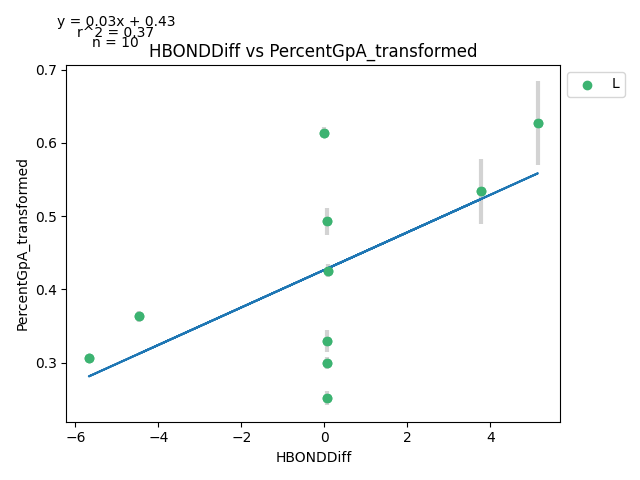 y = 0.03x + 0.43
r^2 = 0.37
n = 10
HBONDDiff vs PercentGpA_transformed
L
PercentGpA_transformed
0.7
0.6
0.5
0.4
0.3
−6
−4
−2
0
2
4
HBONDDiff